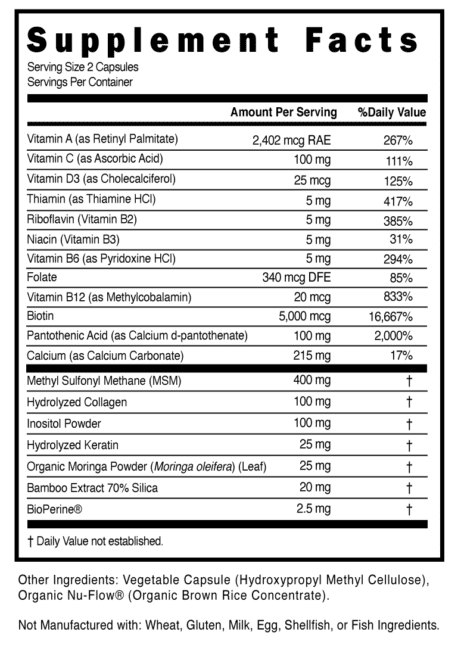 Supplement Facts
Serving Size 2 Capsules
Servings Per Container
Amount Per Serving %Daily Value
Vitamin A (as Retinyl Palmitate) 2,402 mcg RAE 267%
Vitamin C (as Ascorbic Acid) 100 mg 111%
Vitamin D3 (as Cholecalciferol) 25 mcg 125%
Thiamin (as Thiamine HCl) 5 mg 417%
Riboflavin (Vitamin B2) 5 mg 385%
Niacin (Vitamin B3) 5 mg 31%
Vitamin B6 (as Pyridoxine HCl) 5 mg 294%
Folate 340 mcg DFE 85%
Vitamin B12 (as Methylcobalamin) 20 mcg 833%
Biotin 5,000 mcg 16,667%
Pantothenic Acid (as Calcium d-pantothenate) 100 mg 2,000%
Calcium (as Calcium Carbonate) 215 mg 17%
Methyl Sulfonyl Methane (MSM) 400 mg †
Hydrolyzed Collagen 100 mg †
Inositol Powder 100 mg †
Hydrolyzed Keratin 25 mg †
Organic Moringa Powder (Moringa oleifera) (Leaf) 25 mg †
Bamboo Extract 70% Silica 20 mg †
BioPerine® 2.5 mg †
† Daily Value not established.
Other Ingredients: Vegetable Capsule (Hydroxypropyl Methyl Cellulose),
Organic Nu-Flow® (Organic Brown Rice Concentrate).
Not Manufactured with: Wheat, Gluten, Milk, Egg, Shellfish, or Fish Ingredients.